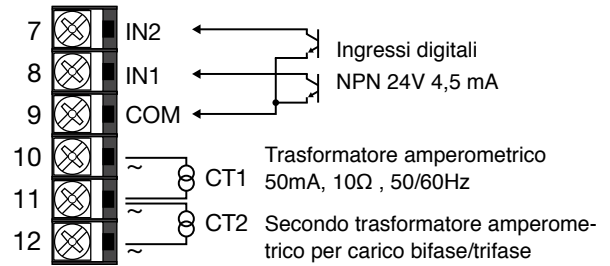 7 IN2
Ingressi digitali
8 IN1
NPN 24V 4,5 mA
9 COM
10 ~
Trasformatore amperometrico
CT1
50mA, 10Ω , 50/60Hz
11 ~
~
CT2
Secondo trasformatore amperome-
12 ~
trico per carico bifase/trifase